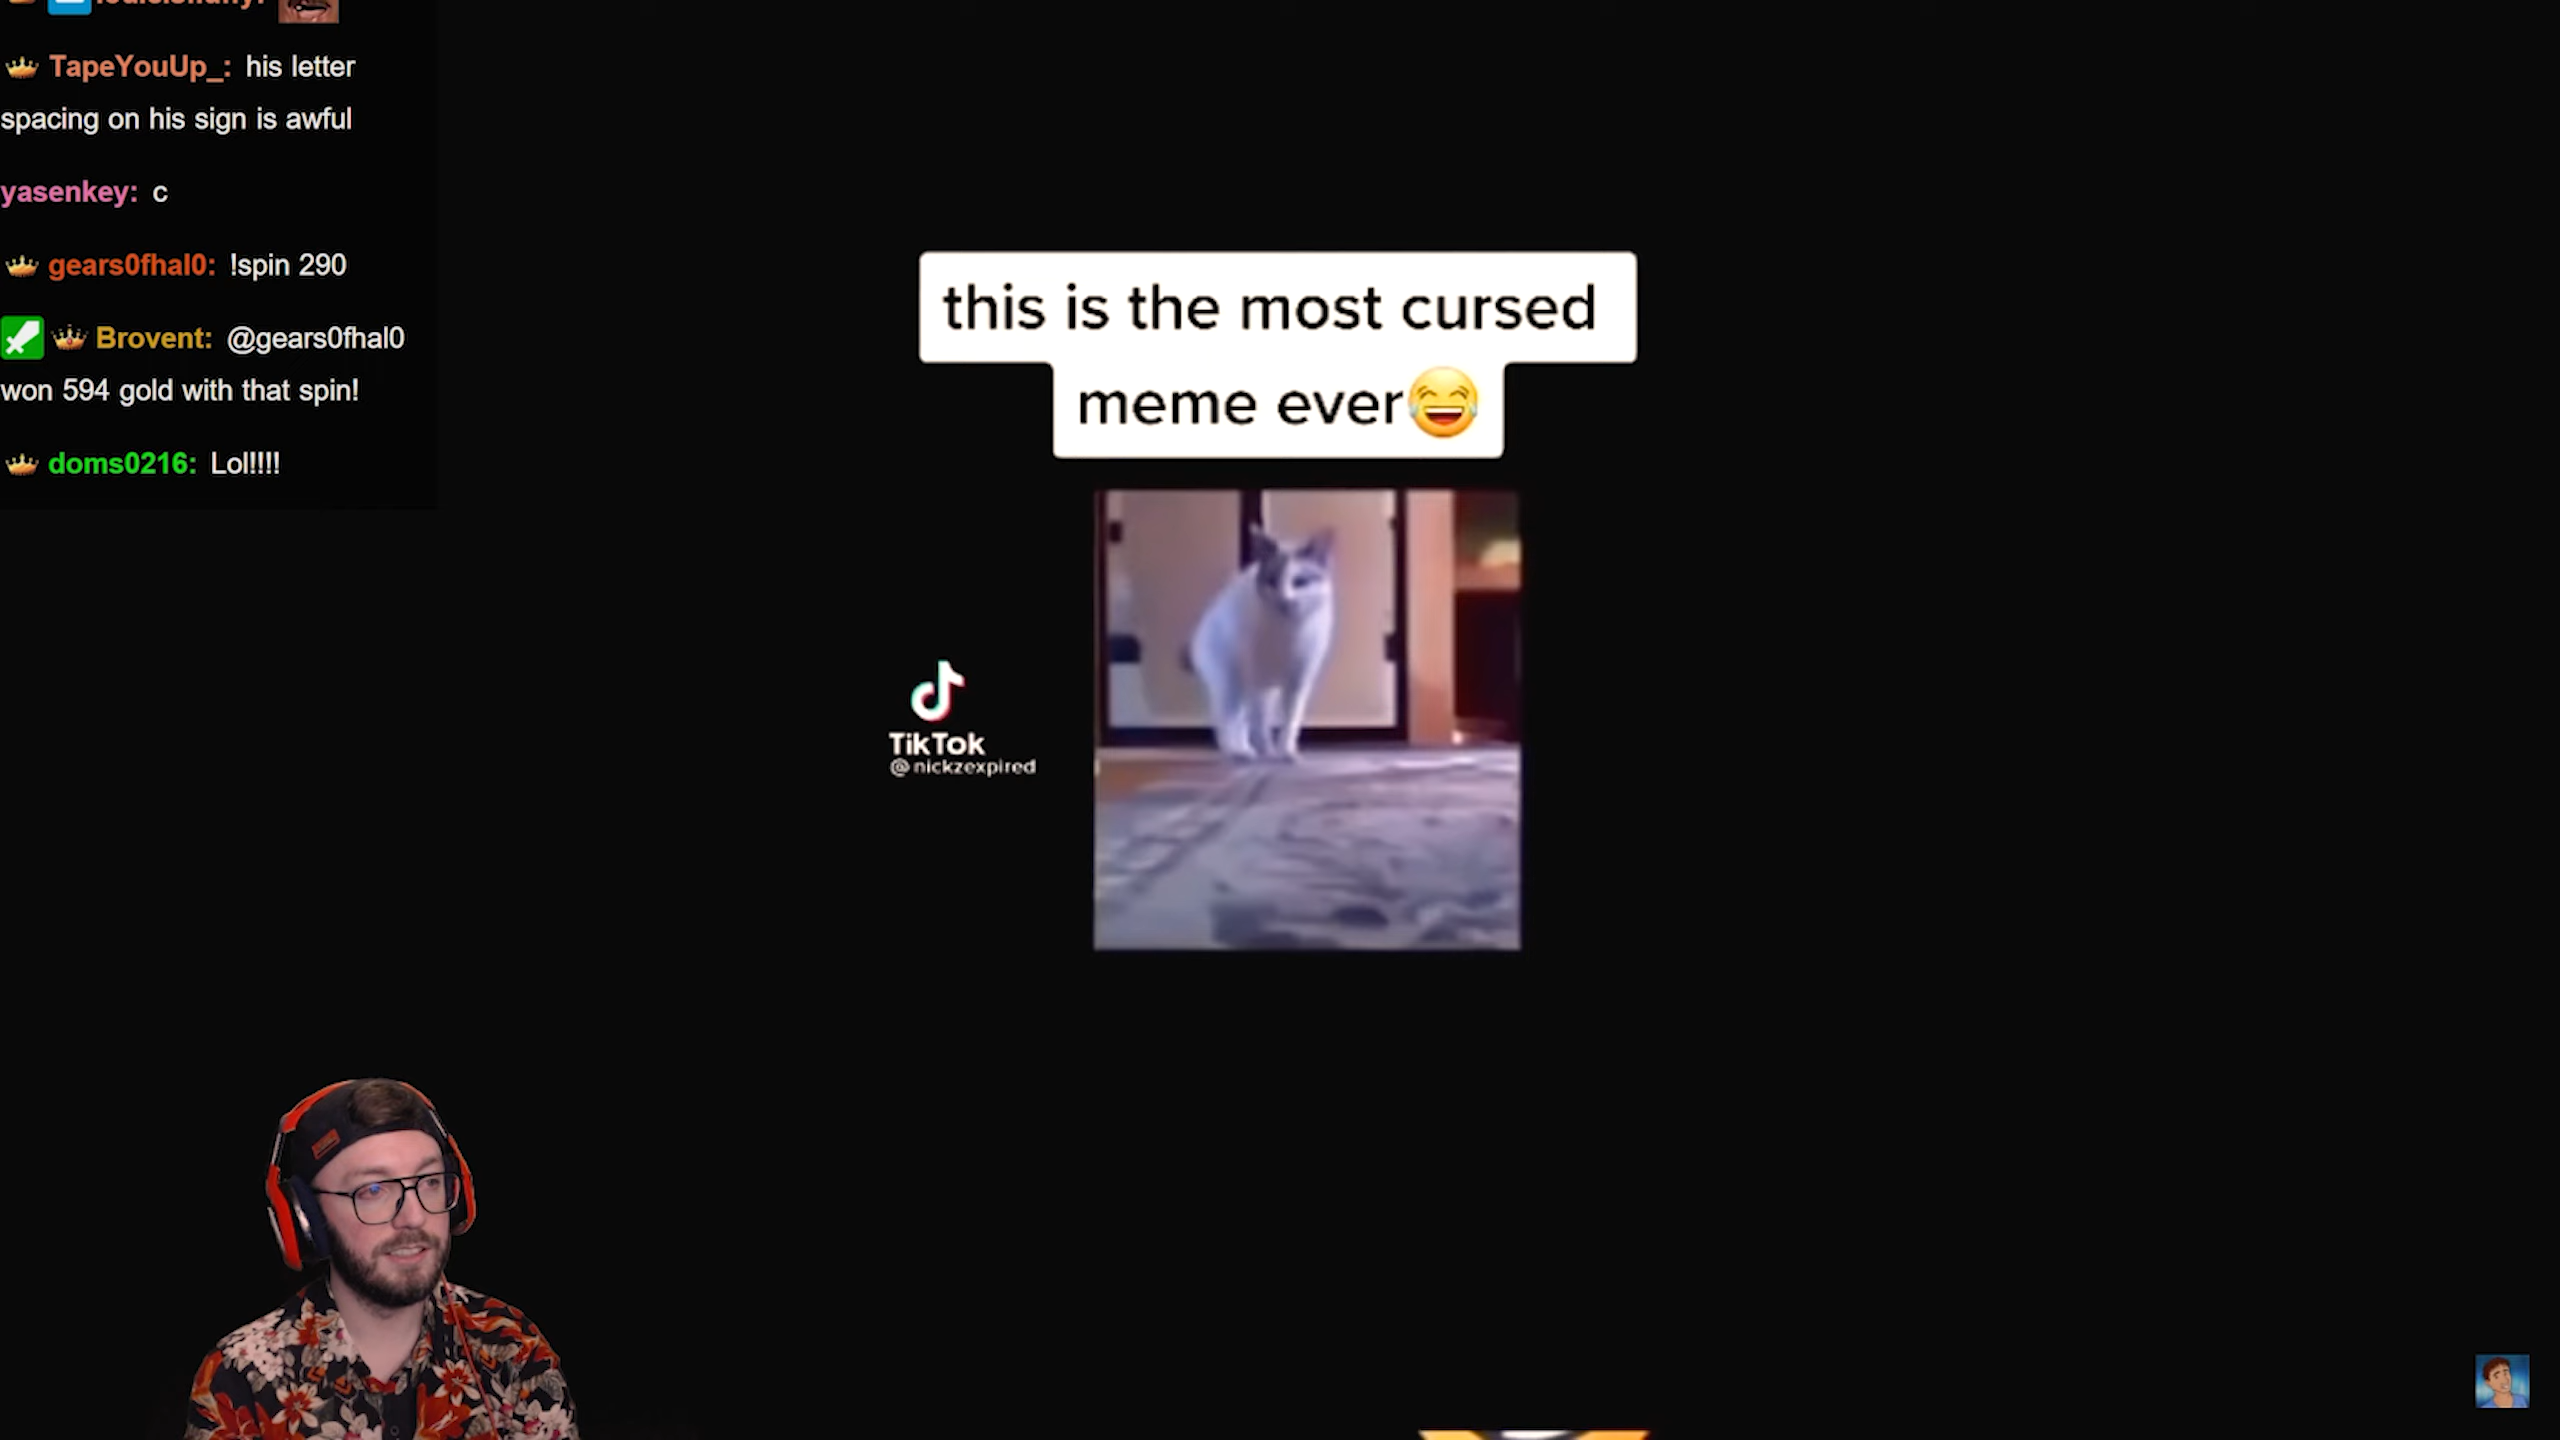 TapeYouUp_: his letter
spacing on his sign is awful
yasenkey: c
gears0fhal0: !spin 290
Brovent: @gears0fhal0
won 594 gold with that spin!
doms0216: Lol!!!!
this is the most cursed
meme ever😂
TikTok
@nickzexpired